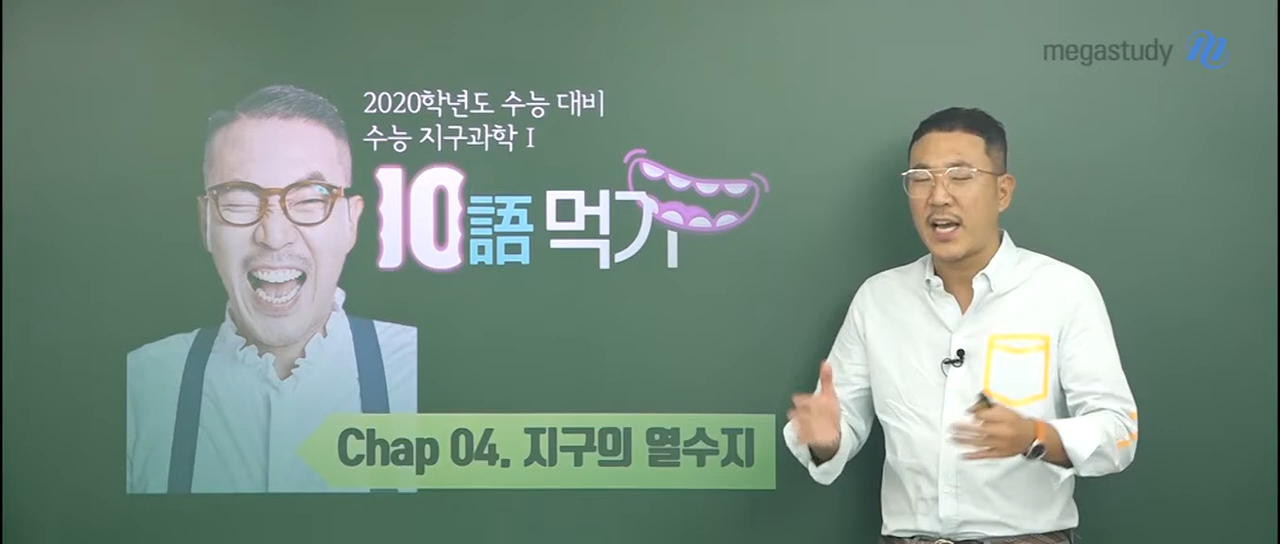 megastudy
2020학년도 수능 대비
수능 지구과학 I
10語 먹기
Chap 04. 지구의 열수지